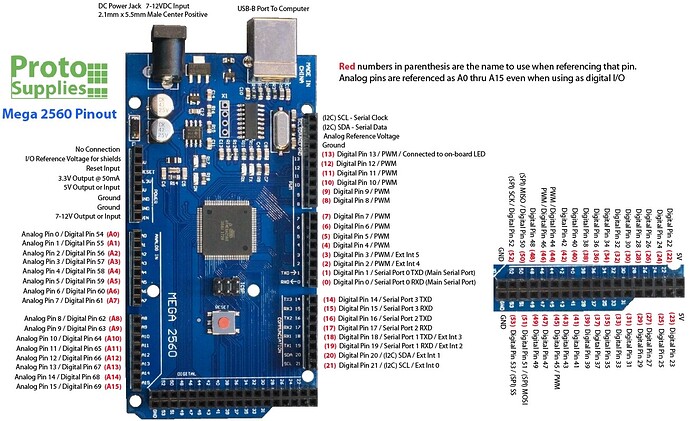 DC Power Jack 7-12VDC Input
2.1mm x 5.5mm Male Center Positive
USB-B Port To Computer
Proto
Supplies
Mega 2560 Pinout
Red numbers in parenthesis are the name to use when referencing that pin.
Analog pins are referenced as A0 thru A15 even when using as digital I/O
No Connection
I/O Reference Voltage for shields
Reset Input
3.3V Output @ 50mA
5V Output or Input
Ground
Ground
7-12V Output or Input
Analog Pin 0 / Digital Pin 54 (A0)
Analog Pin 1 / Digital Pin 55 (A1)
Analog Pin 2 / Digital Pin 56 (A2)
Analog Pin 3 / Digital Pin 57 (A3)
Analog Pin 4 / Digital Pin 58 (A4)
Analog Pin 5 / Digital Pin 59 (A5)
Analog Pin 6 / Digital Pin 60 (A6)
Analog Pin 7 / Digital Pin 61 (A7)
Analog Pin 8 / Digital Pin 62 (A8)
Analog Pin 9 / Digital Pin 63 (A9)
Analog Pin 10 / Digital Pin 64 (A10)
Analog Pin 11 / Digital Pin 65 (A11)
Analog Pin 12 / Digital Pin 66 (A12)
Analog Pin 13 / Digital Pin 67 (A13)
Analog Pin 14 / Digital Pin 68 (A14)
Analog Pin 15 / Digital Pin 69 (A15)
MADE IN
CHINA
RESET
MEGA 2560
DIGITAL
(I2C) SCL - Serial Clock
(I2C) SDA - Serial Data
Analog Reference Voltage
Ground
(13) Digital Pin 13 / PWM / Connected to on-board LED
(12) Digital Pin 12 / PWM
(11) Digital Pin 11 / PWM
(10) Digital Pin 10 / PWM
(9) Digital Pin 9 / PWM
(8) Digital Pin 8 / PWM
(7) Digital Pin 7 / PWM
(6) Digital Pin 6 / PWM
(5) Digital Pin 5 / PWM
(4) Digital Pin 4 / PWM
(3) Digital Pin 3 / PWM / Ext Int 5
(2) Digital Pin 2 / PWM / Ext Int 4
(1) Digital Pin 1 / Serial Port 0 TXD (Main Serial Port)
(0) Digital Pin 0 / Serial Port 0 RXD (Main Serial Port)
(14) Digital Pin 14 / Serial Port 3 TXD
(15) Digital Pin 15 / Serial Port 3 RXD
(16) Digital Pin 16 / Serial Port 2 TXD
(17) Digital Pin 17 / Serial Port 2 RXD
(18) Digital Pin 18 / Serial Port 1 TXD / Ext Int 3
(19) Digital Pin 19 / Serial Port 1 RXD / Ext Int 2
(20) Digital Pin 20 / (I2C) SDA / Ext Int 1
(21) Digital Pin 21 / (I2C) SCL / Ext Int 0
GND
(SPI) SCK / Digital Pin 52 (52)
(SPI) MISO / Digital Pin 50 (50)
Digital Pin 48 (48)
PWM / Digital Pin 46 (46)
PWM / Digital Pin 44 (44)
Digital Pin 42 (42)
Digital Pin 40 (40)
Digital Pin 38 (38)
Digital Pin 36 (36)
Digital Pin 34 (34)
Digital Pin 32 (32)
Digital Pin 30 (30)
Digital Pin 28 (28)
Digital Pin 26 (26)
Digital Pin 24 (24)
Digital Pin 22 (22)
5V
GND
(53) Digital Pin 53 / (SPI) SS
(51) Digital Pin 51 / (SPI) MOSI
(49) Digital Pin 49
(47) Digital Pin 47
(45) Digital Pin 45 / PWM
(43) Digital Pin 43
(41) Digital Pin 41
(39) Digital Pin 39
(37) Digital Pin 37
(35) Digital Pin 35
(33) Digital Pin 33
(31) Digital Pin 31
(29) Digital Pin 29
(27) Digital Pin 27
(25) Digital Pin 25
(23) Digital Pin 23
5V